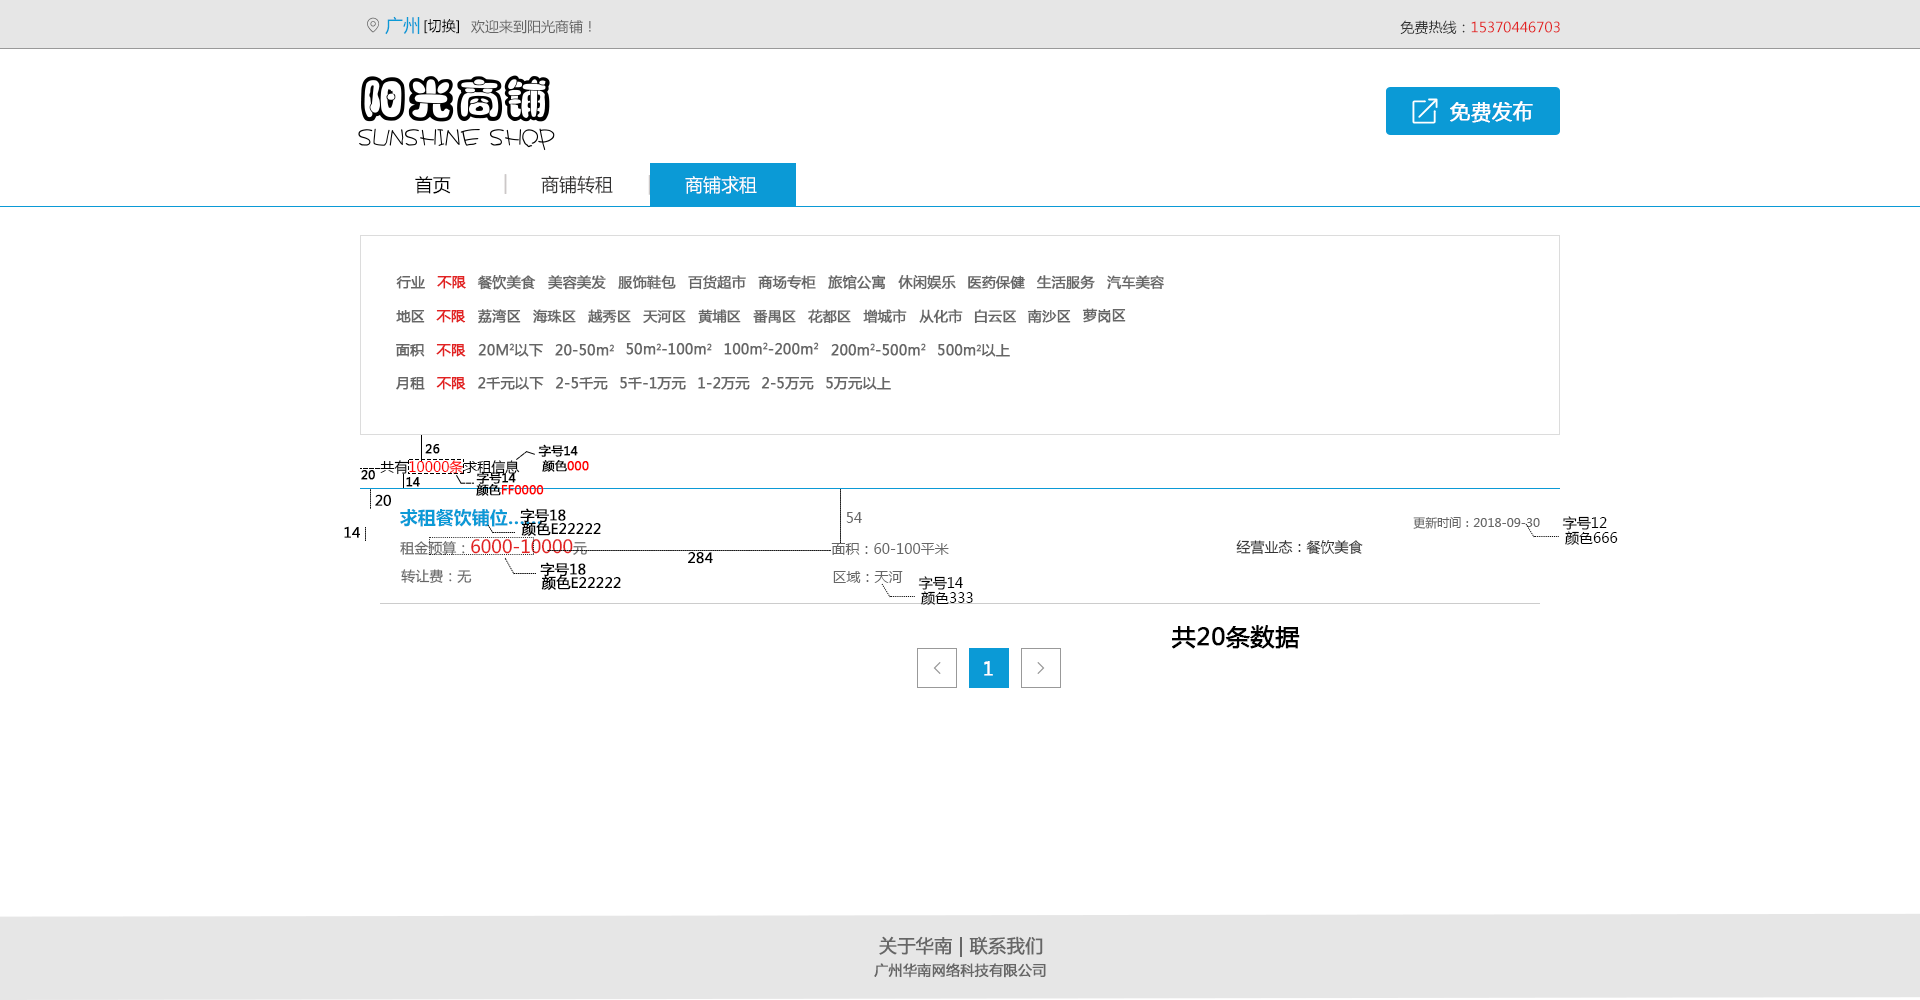 广州[切换] 欢迎来到阳光商铺！
免费热线：15370446703
阳光商铺
SUNSHINE SHOP
免费发布
首页 商铺转租 商铺求租
行业 不限 餐饮美食 美容美发 服饰鞋包 百货超市 商场专柜 旅馆公寓 休闲娱乐 医药保健 生活服务 汽车美容
地区 不限 荔湾区 海珠区 越秀区 天河区 黄埔区 番禺区 花都区 增城市 从化市 白云区 南沙区 萝岗区
面积 不限 20M²以下 20-50m² 50m²-100m² 100m²-200m² 200m²-500m² 500m²以上
月租 不限 2千元以下 2-5千元 5千-1万元 1-2万元 2-5万元 5万元以上
26
字号14
颜色000
共有10000条求租信息
20
14
字号14
颜色FF0000
20
求租餐饮铺位...
字号18
颜色E22222
54
更新时间：2018-09-30
字号12
颜色666
14
租金预算：6000-10000元
284
面积：60-100平米
经营业态：餐饮美食
字号18
颜色E22222
转让费：无
区域：天河
字号14
颜色333
共20条数据
< 1 >
关于华南 | 联系我们
广州华南网络科技有限公司